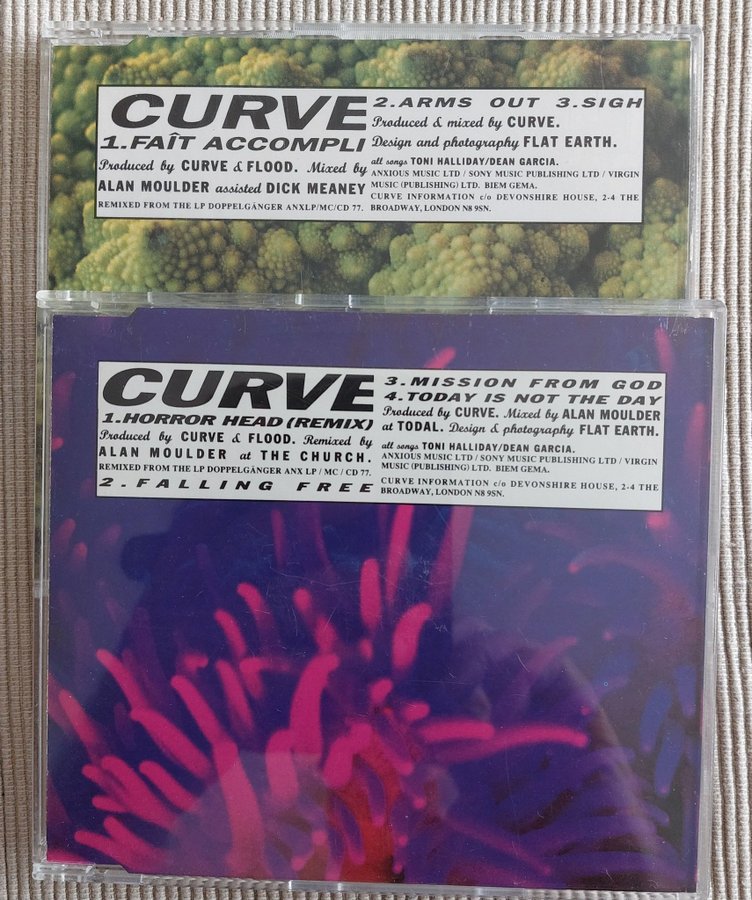 CURVE
1.FAÎT ACCOMPLI
Produced by CURVE & FLOOD. Mixed by
ALAN MOULDER assisted DICK MEANEY
REMIXED FROM THE LP DOPPELGÄNGER ANXLP/MC/CD 77.
2.ARMS OUT 3.SIGH
Produced & mixed by CURVE.
Design and photography FLAT EARTH.
all songs TONI HALLIDAY/DEAN GARCIA.
ANXIOUS MUSIC LTD / SONY MUSIC PUBLISHING LTD / VIRGIN
MUSIC (PUBLISHING) LTD. BIEM GEMA.
CURVE INFORMATION c/o DEVONSHIRE HOUSE, 2-4 THE
BROADWAY, LONDON N8 9SN.
CURVE
1.HORROR HEAD (REMIX)
Produced by CURVE & FLOOD. Remixed by
ALAN MOULDER at THE CHURCH.
REMIXED FROM THE LP DOPPELGÄNGER ANX LP / MC / CD 77.
2. FALLING FREE
3.MISSION FROM GOD
4.TODAY IS NOT THE DAY
Produced by CURVE. Mixed by ALAN MOULDER
at TODAL. Design & photography FLAT EARTH.
all songs TONI HALLIDAY/DEAN GARCIA.
ANXIOUS MUSIC LTD / SONY MUSIC PUBLISHING LTD / VIRGIN
MUSIC (PUBLISHING) LTD. BIEM GEMA.
CURVE INFORMATION c/o DEVONSHIRE HOUSE, 2-4 THE
BROADWAY, LONDON N8 9SN.